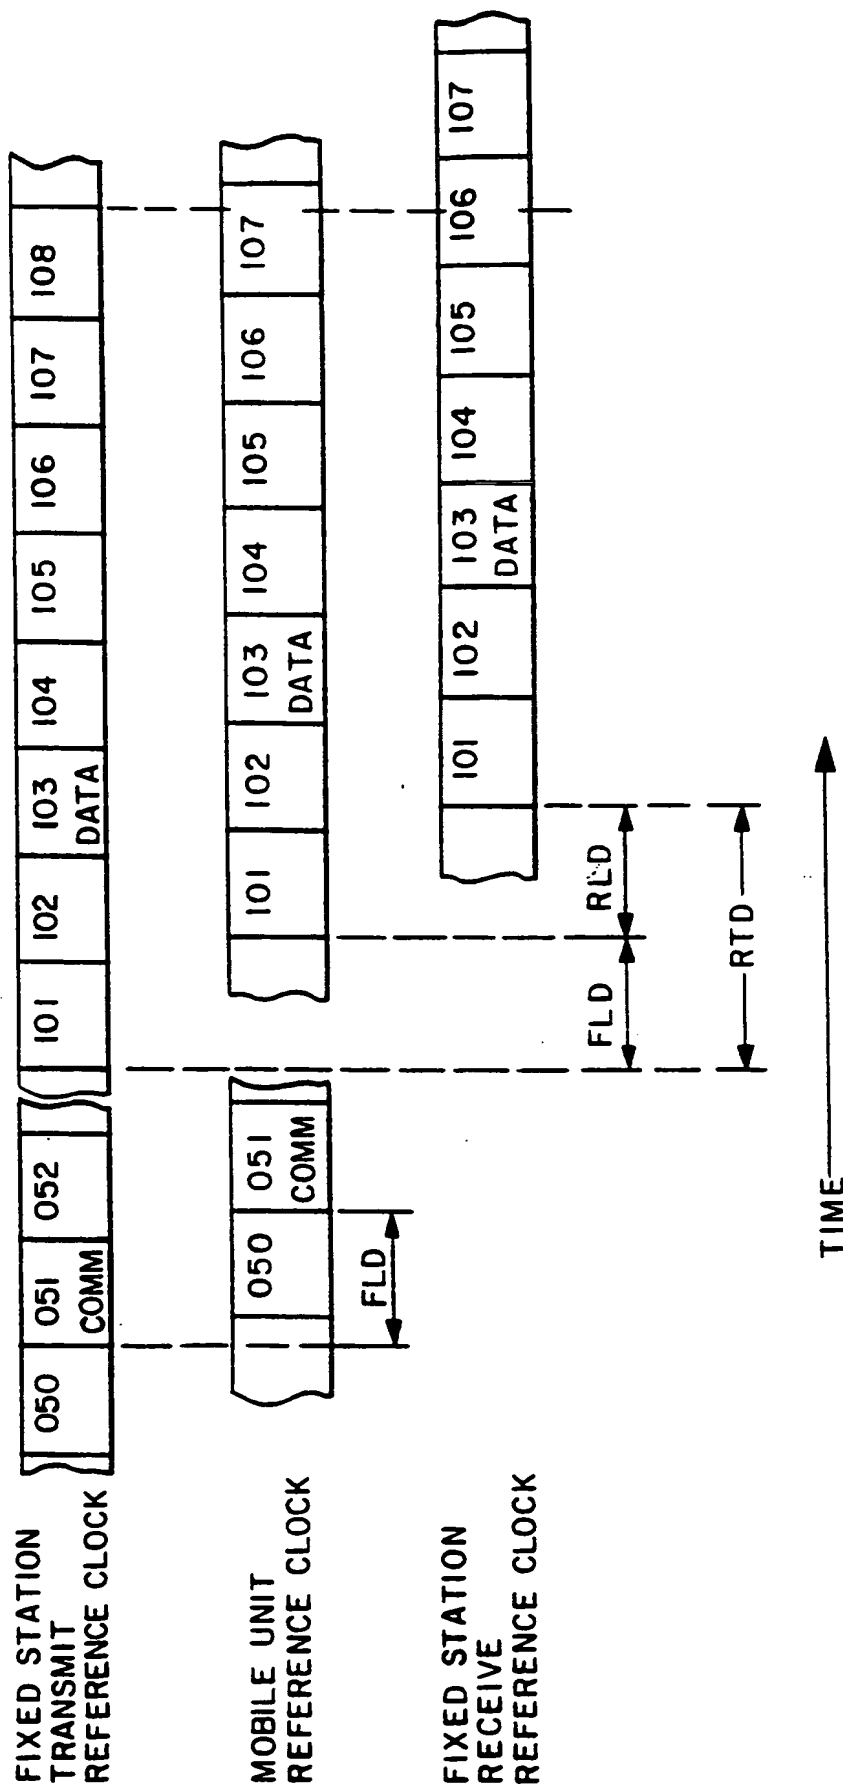 FIXED STATION
TRANSMIT
REFERENCE CLOCK
050
051
COMM
052
101
102
103
DATA
104
105
106
107
108
MOBILE UNIT
REFERENCE CLOCK
050
051
COMM
101
102
103
DATA
104
105
106
107
FLD
FIXED STATION
RECEIVE
REFERENCE CLOCK
101
102
103
DATA
104
105
106
107
FLD
RLD
RTD
TIME